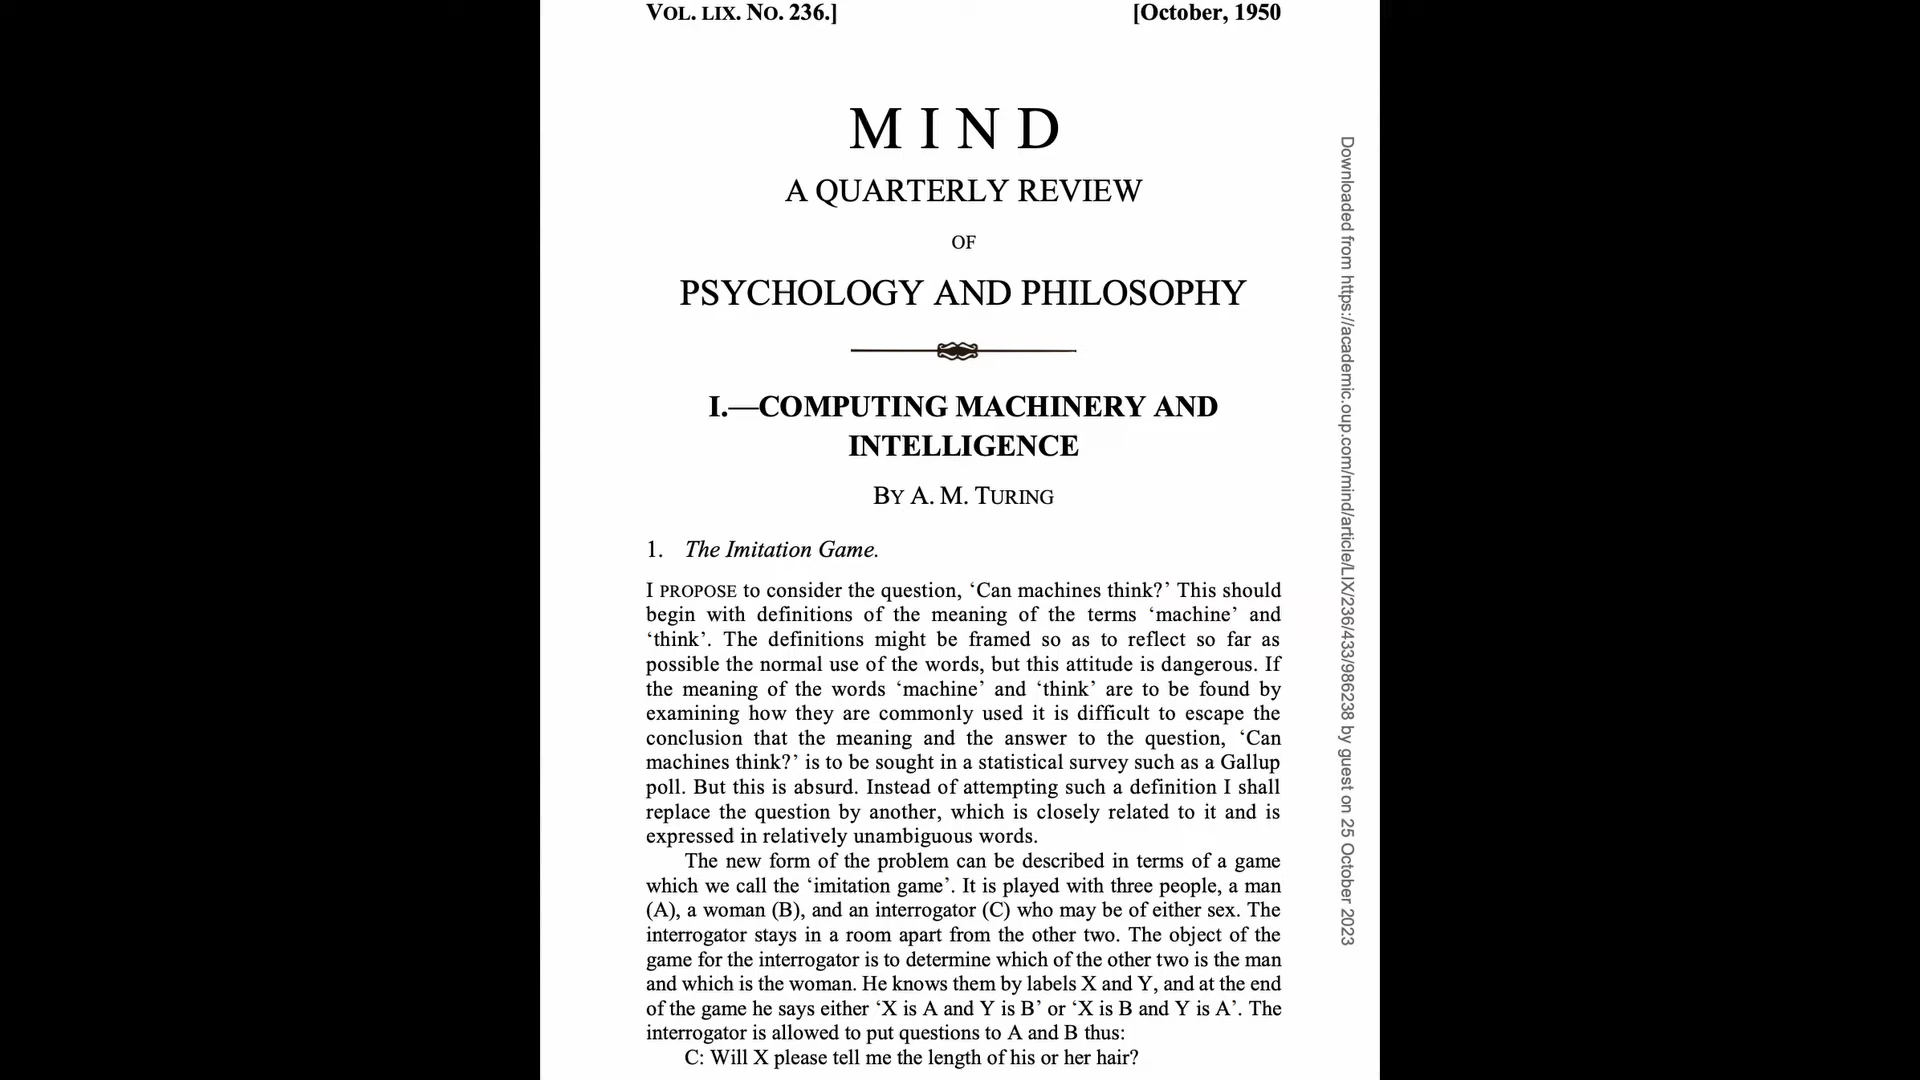 VOL. LIX. NO. 236.] [October, 1950
MIND
A QUARTERLY REVIEW
OF
PSYCHOLOGY AND PHILOSOPHY
I.—COMPUTING MACHINERY AND
INTELLIGENCE
BY A. M. TURING
1. The Imitation Game.
I PROPOSE to consider the question, ‘Can machines think?’ This should
begin with definitions of the meaning of the terms ‘machine’ and
‘think’. The definitions might be framed so as to reflect so far as
possible the normal use of the words, but this attitude is dangerous. If
the meaning of the words ‘machine’ and ‘think’ are to be found by
examining how they are commonly used it is difficult to escape the
conclusion that the meaning and the answer to the question, ‘Can
machines think?’ is to be sought in a statistical survey such as a Gallup
poll. But this is absurd. Instead of attempting such a definition I shall
replace the question by another, which is closely related to it and is
expressed in relatively unambiguous words.
The new form of the problem can be described in terms of a game
which we call the ‘imitation game’. It is played with three people, a man
(A), a woman (B), and an interrogator (C) who may be of either sex. The
interrogator stays in a room apart from the other two. The object of the
game for the interrogator is to determine which of the other two is the man
and which is the woman. He knows them by labels X and Y, and at the end
of the game he says either ‘X is A and Y is B’ or ‘X is B and Y is A’. The
interrogator is allowed to put questions to A and B thus:
C: Will X please tell me the length of his or her hair?
Downloaded from https://academic.oup.com/mind/article/LIX/236/433/986238 by guest on 25 October 2023